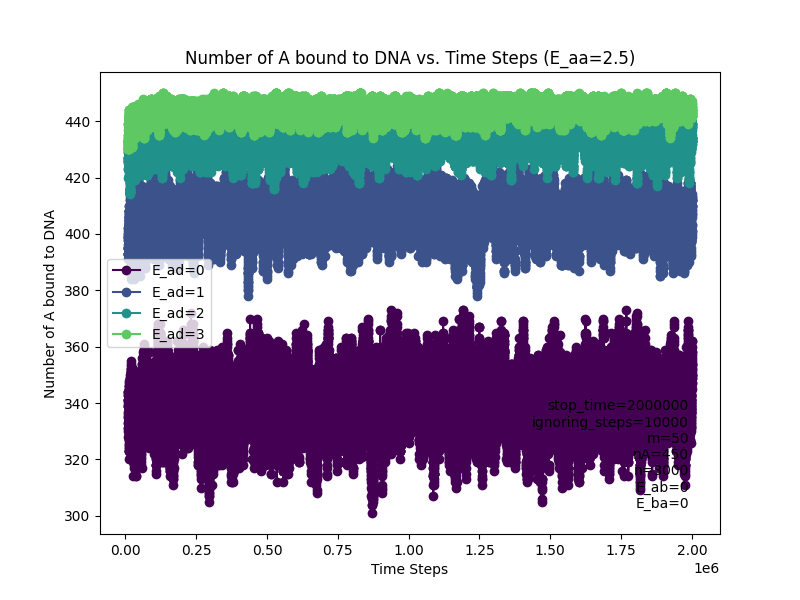 Number of A bound to DNA vs. Time Steps (E_aa=2.5)
Number of A bound to DNA
440
420
400
380
360
340
320
300
E_ad=0
E_ad=1
E_ad=2
E_ad=3
stop_time=2000000
ignoring_steps=10000
m=50
nA=450
E_ba=0
0.00 0.25 0.50 0.75 1.00 1.25 1.50 1.75 2.00
1e6
Time Steps